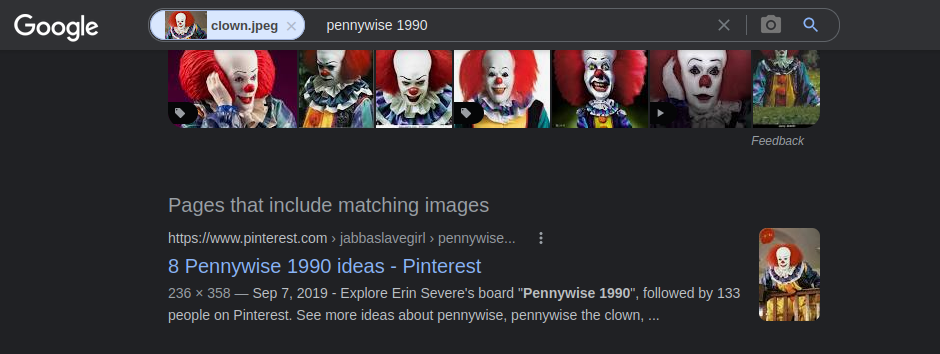 Google clown.jpeg × pennywise 1990
Feedback
Pages that include matching images
https://www.pinterest.com › jabbaslavegirl › pennywise...
8 Pennywise 1990 ideas - Pinterest
236 × 358 — Sep 7, 2019 - Explore Erin Severe's board "Pennywise 1990", followed by 133
people on Pinterest. See more ideas about pennywise, pennywise the clown, ...